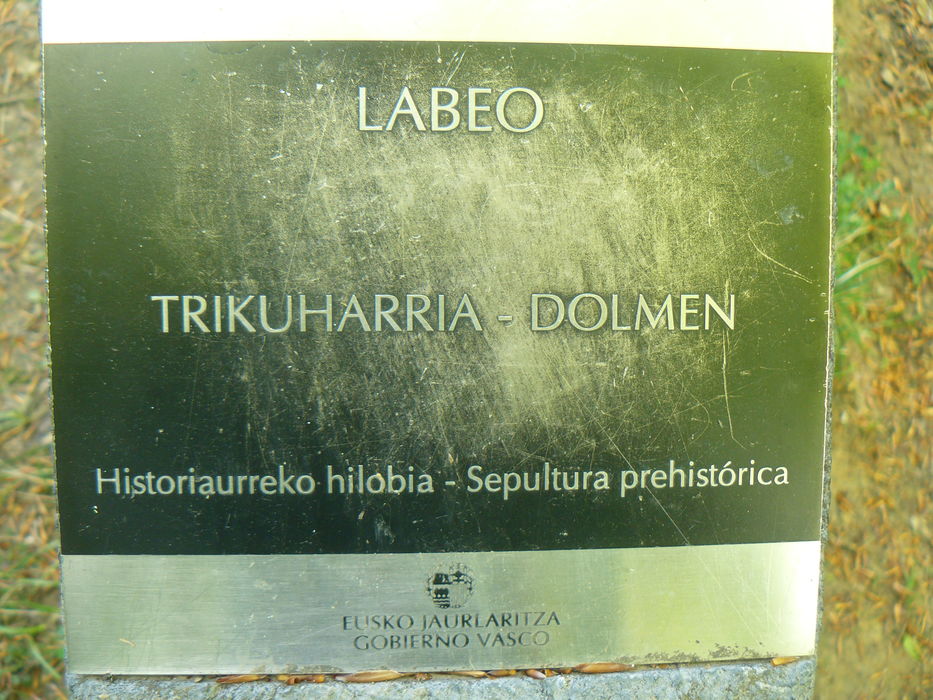 LABEO
TRIKUHARRIA - DOLMEN
Historiaurreko hilobia - Sepultura prehistórica
EUSKO JAURLARITZA
GOBIERNO VASCO